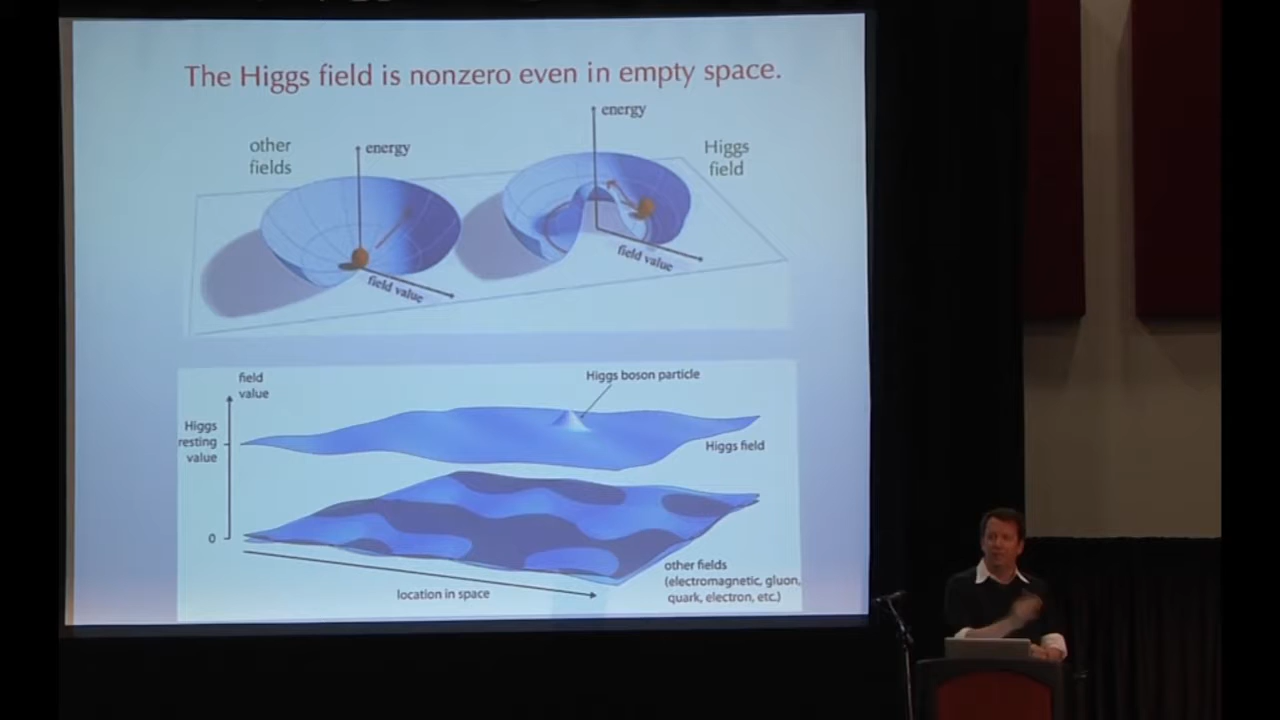 The Higgs field is nonzero even in empty space.
other
fields
energy
field value
energy
Higgs
field
field value
field
value
Higgs
resting
value
0
Higgs boson particle
Higgs field
location in space
other fields
(electromagnetic, gluon,
quark, electron, etc.)